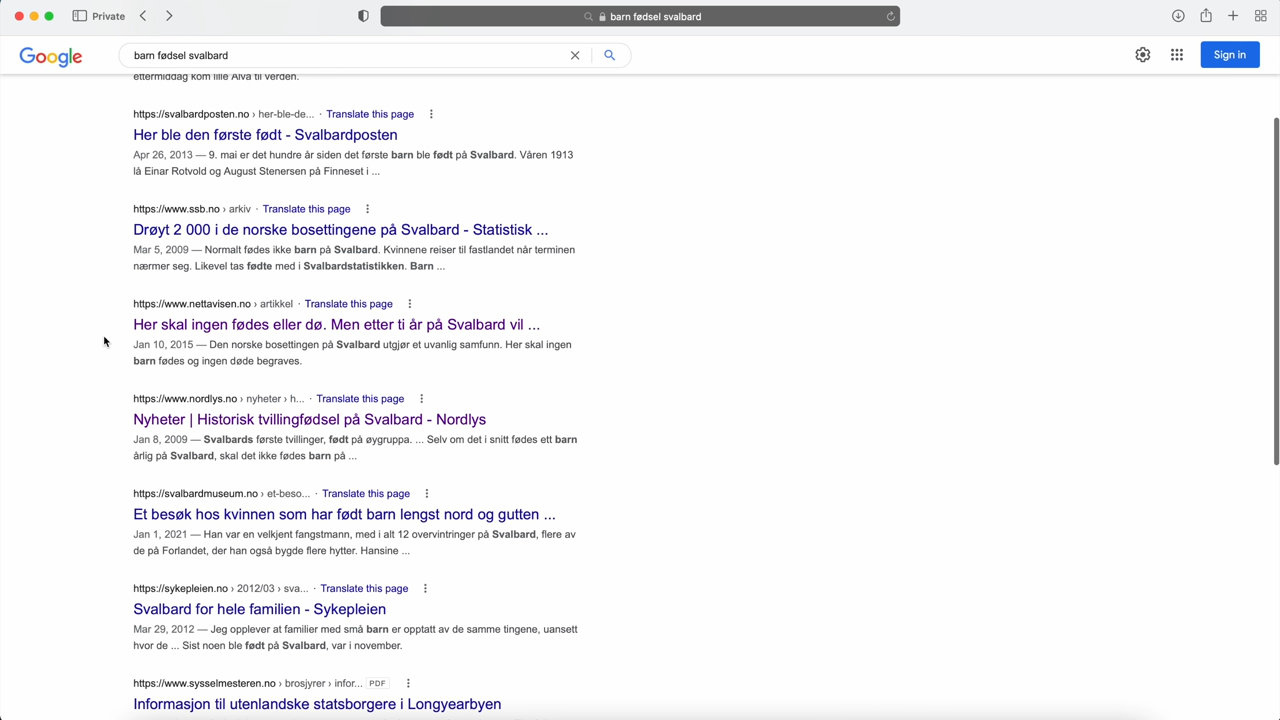 Private
barn fødsel svalbard
Google
barn fødsel svalbard
Sign in
ettermiddag kom lille Alva til verden.
https://svalbardposten.no › her-ble-de... · Translate this page
Her ble den første født - Svalbardposten
Apr 26, 2013 — 9. mai er det hundre år siden det første barn ble født på Svalbard. Våren 1913
lå Einar Rotvold og August Stenersen på Finneset i ...
https://www.ssb.no › arkiv · Translate this page
Drøyt 2 000 i de norske bosettingene på Svalbard - Statistisk ...
Mar 5, 2009 — Normalt fødes ikke barn på Svalbard. Kvinnene reiser til fastlandet når terminen
nærmer seg. Likevel tas fødte med i Svalbardstatistikken. Barn ...
https://www.nettavisen.no › artikkel · Translate this page
Her skal ingen fødes eller dø. Men etter ti år på Svalbard vil ...
Jan 10, 2015 — Den norske bosettingen på Svalbard utgjør et uvanlig samfunn. Her skal ingen
barn fødes og ingen døde begraves.
https://www.nordlys.no › nyheter › h... · Translate this page
Nyheter | Historisk tvillingfødsel på Svalbard - Nordlys
Jan 8, 2009 — Svalbards første tvillinger, født på øygruppa. ... Selv om det i snitt fødes ett barn
årlig på Svalbard, skal det ikke fødes barn på ...
https://svalbardmuseum.no › et-beso... · Translate this page
Et besøk hos kvinnen som har født barn lengst nord og gutten ...
Jan 1, 2021 — Han var en velkjent fangstmann, med i alt 12 overvintringer på Svalbard, flere av
de på Forlandet, der han også bygde flere hytter. Hansine ...
https://sykepleien.no › 2012/03 › sva... · Translate this page
Svalbard for hele familien - Sykepleien
Mar 29, 2012 — Jeg opplever at familier med små barn er opptatt av de samme tingene, uansett
hvor de ... Sist noen ble født på Svalbard, var i november.
https://www.sysselmesteren.no › brosjyrer › infor... PDF
Informasjon til utenlandske statsborgere i Longyearbyen